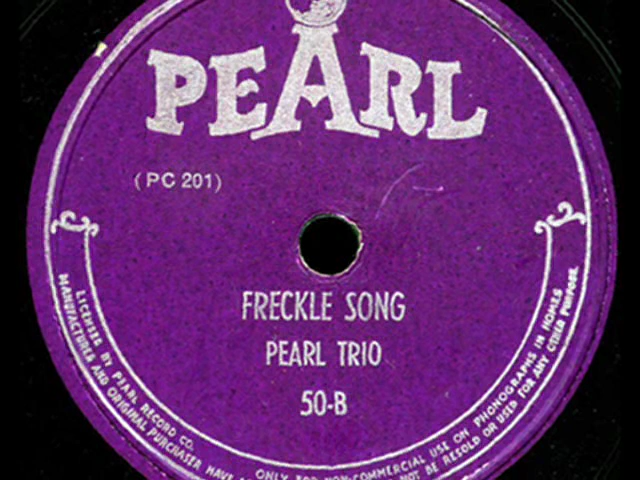 PEARL
(PC 201)
FRECKLE SONG
PEARL TRIO
50-B
LICENSED BY PEARL RECORD CO. ONLY FOR NON-COMMERCIAL USE ON PHONOGRAPHS IN HOMES
MANUFACTURER AND ORIGINAL PURCHASER HAVE NOT BE RESOLD OR USED FOR ANY OTHER PURPOSE.